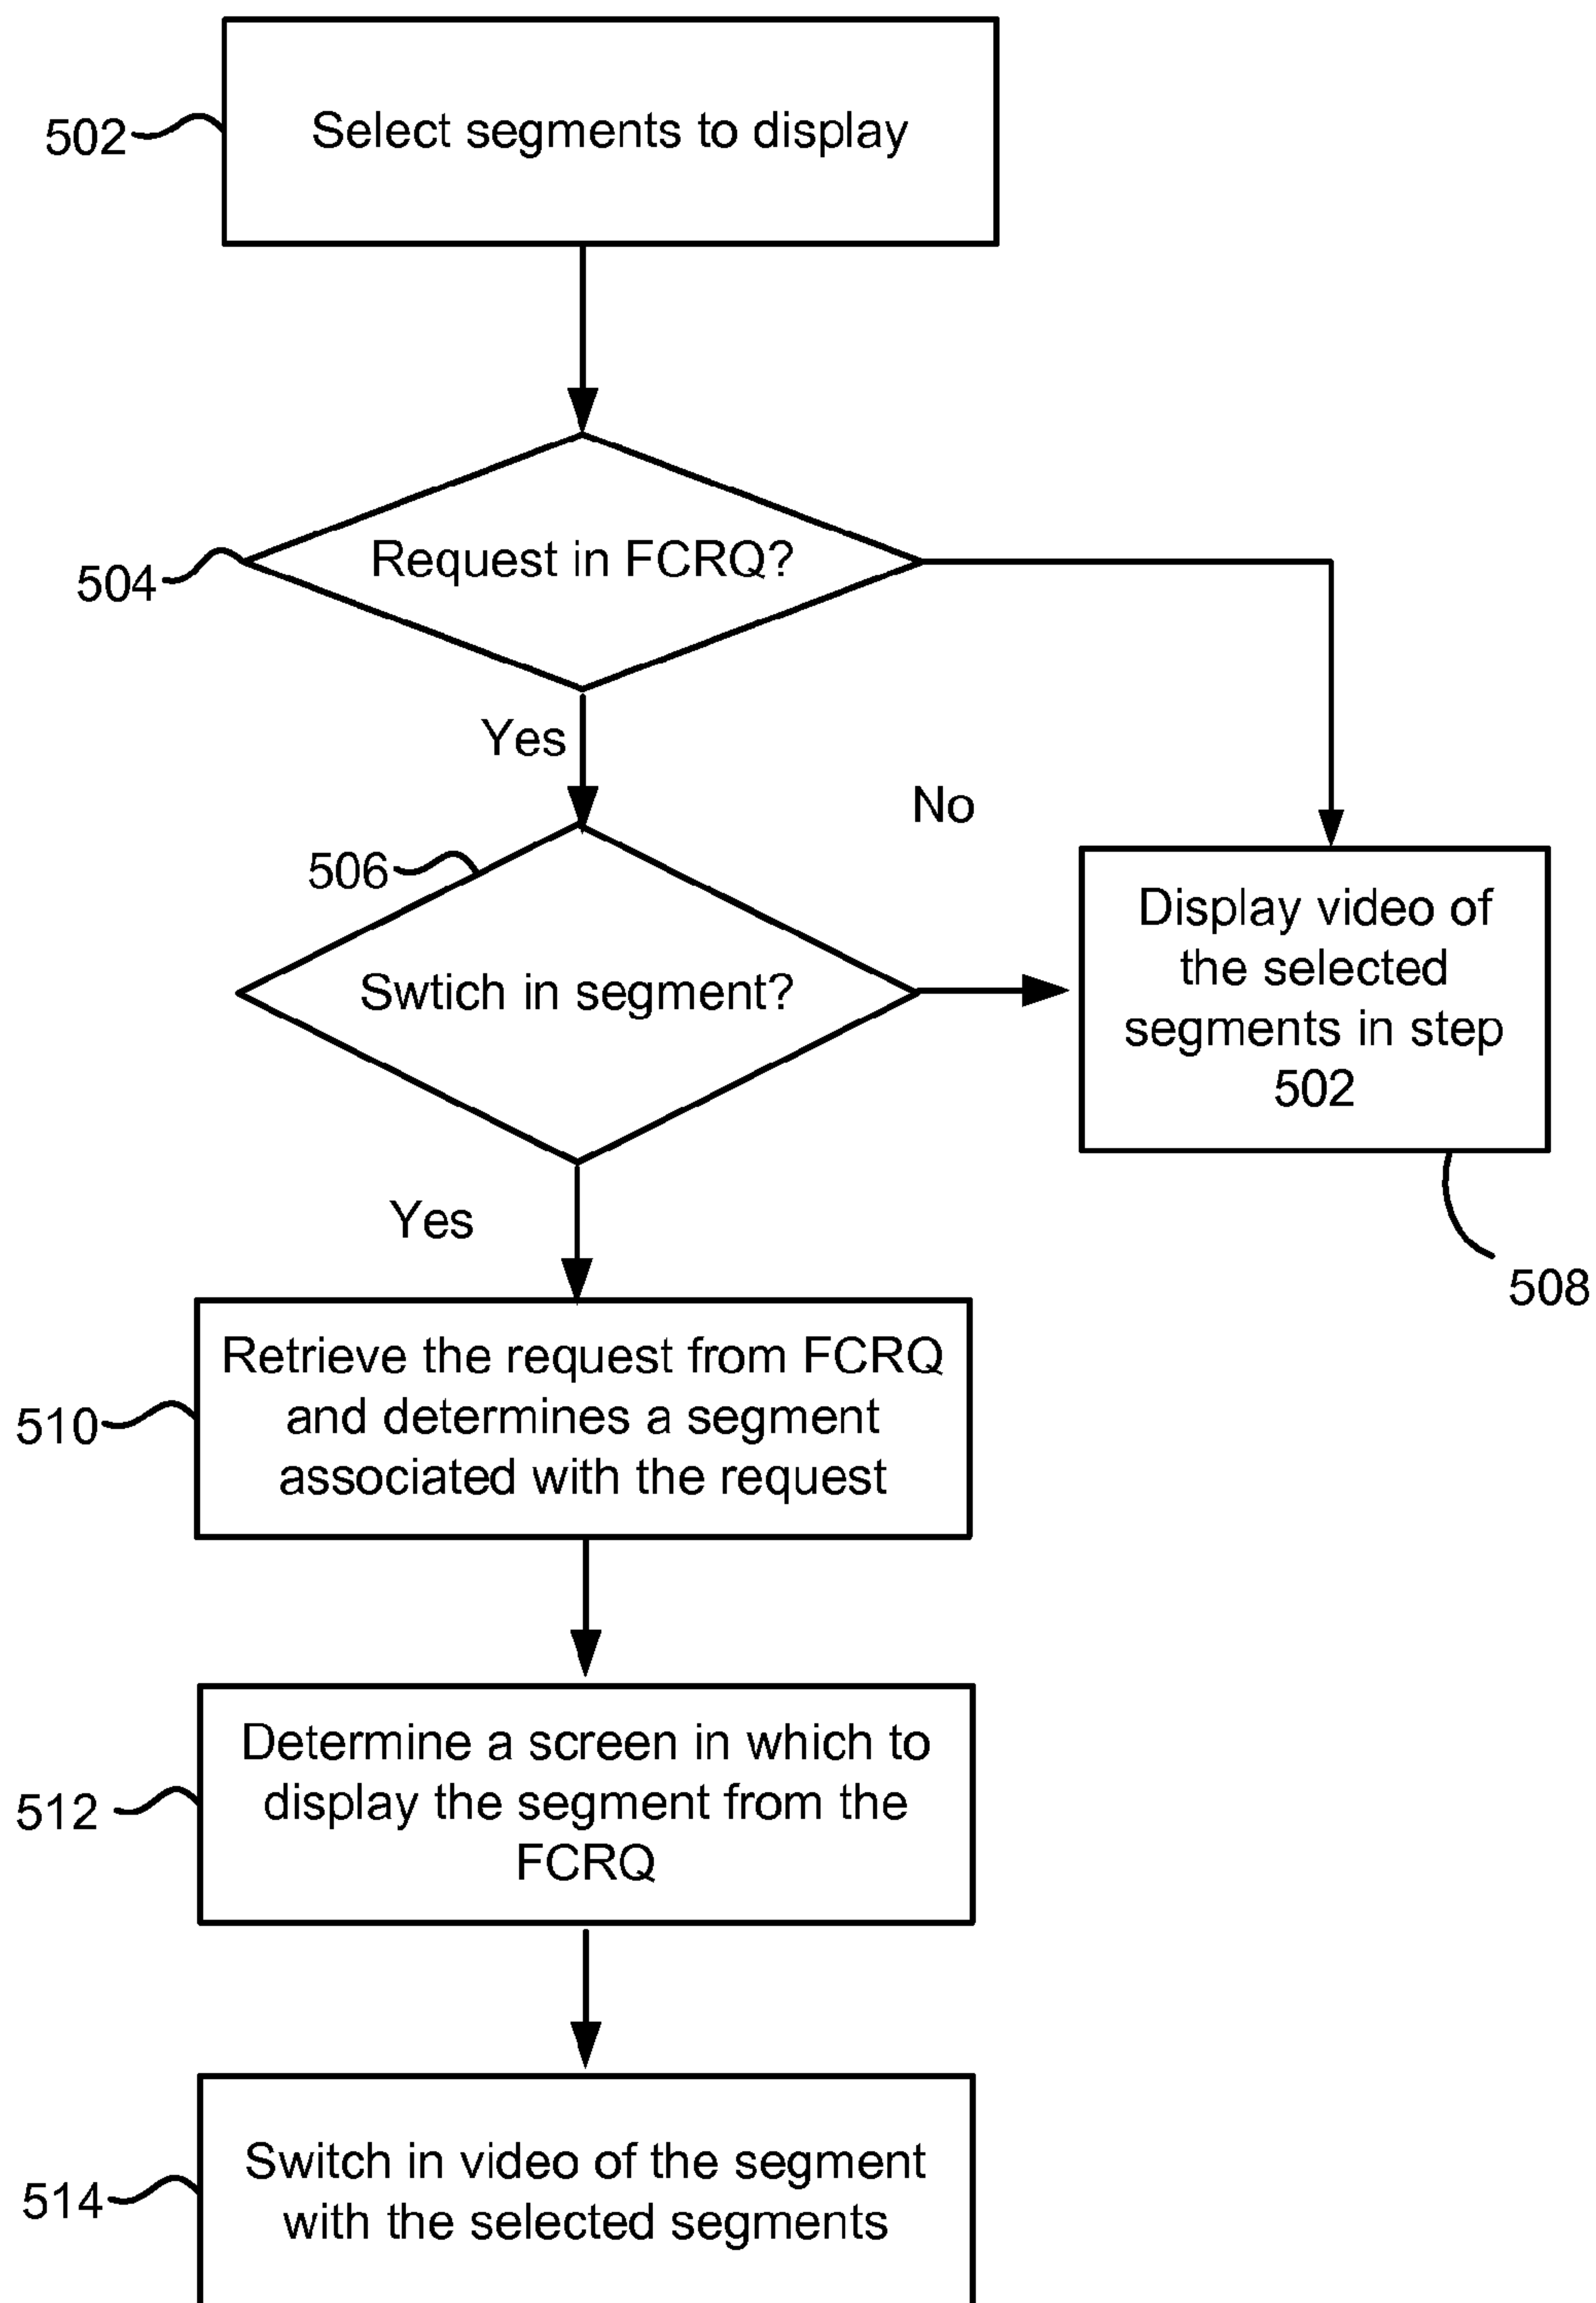 502
Select segments to display
504
Request in FCRQ?
Yes
No
506
Swtich in segment?
Display video of
the selected
segments in step
502
508
Yes
510
Retrieve the request from FCRQ
and determines a segment
associated with the request
512
Determine a screen in which to
display the segment from the
FCRQ
514
Switch in video of the segment
with the selected segments